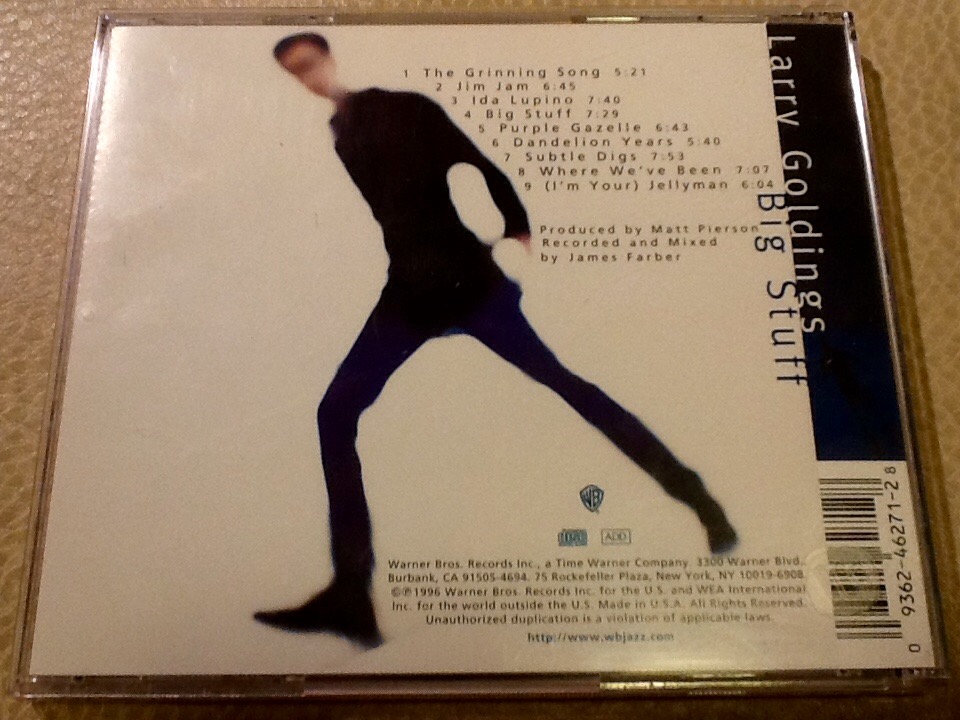 1 The Grinning Song 5:21
2 Jim Jam 6:45
3 Ida Lupino 7:40
4 Big Stuff 7:29
5 Purple Gazelle 6:43
6 Dandelion Years 5:40
7 Subtle Digs 7:53
8 Where We've Been 7:07
9 (I'm Your) Jellyman 6:04
Produced by Matt Pierson
Recorded and Mixed
by James Farber
Larry Goldings
Big Stuff
WB
ADD
Warner Bros. Records Inc., a Time Warner Company. 3300 Warner Blvd.,
Burbank, CA 91505-4694. 75 Rockefeller Plaza, New York, NY 10019-6908.
©℗1996 Warner Bros. Records Inc. for the U.S. and WEA International
Inc. for the world outside the U.S. Made in U.S.A. All Rights Reserved.
Unauthorized duplication is a violation of applicable laws.
http://www.wbjazz.com
0 9362-46271-2 8